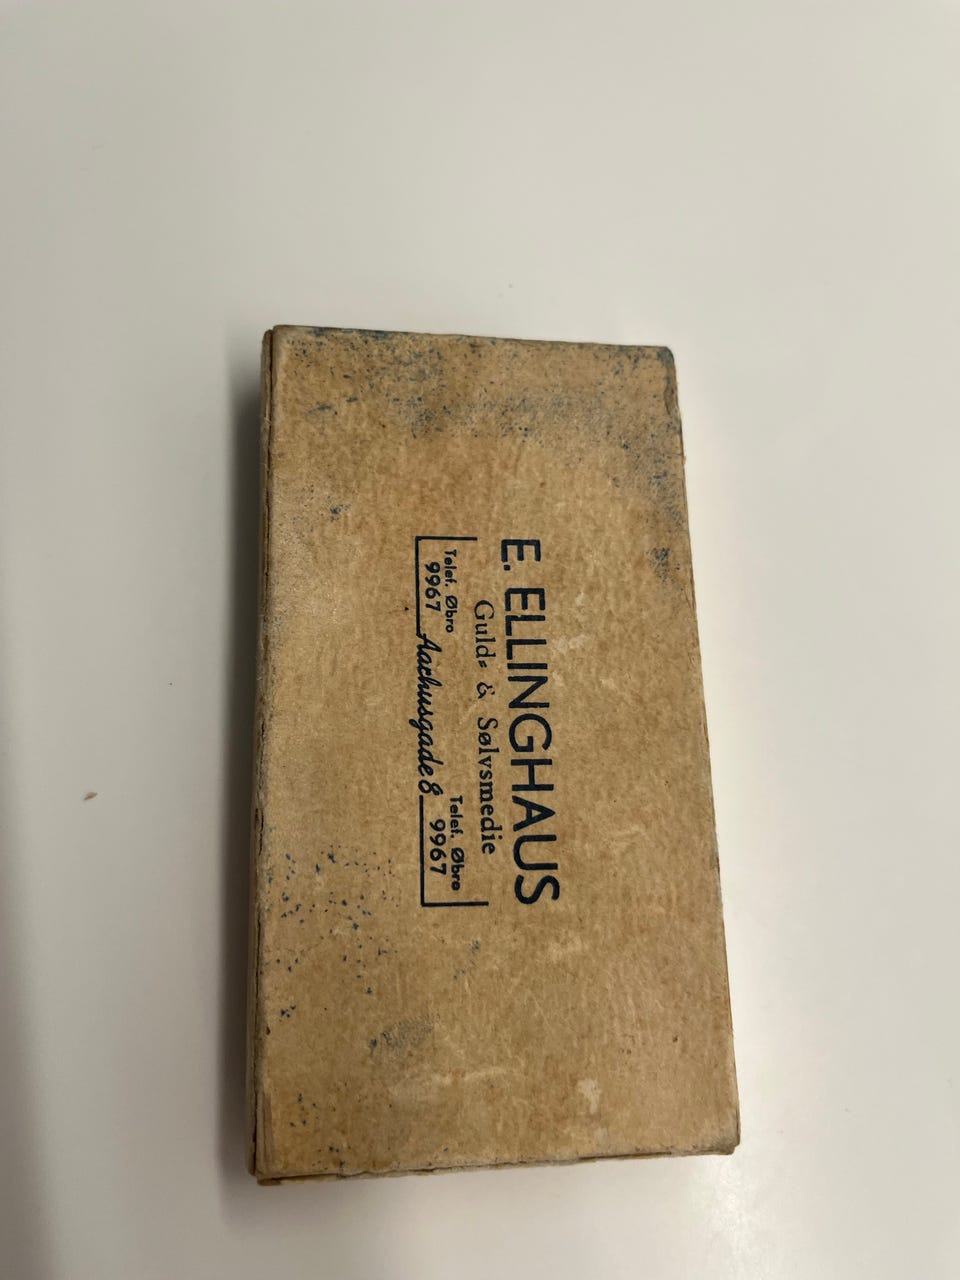 E. ELLINGHAUS
Guld= & Sølvsmedie
Telef. Øbro Telef. Øbro
9967 9967
Aarhusgade 8